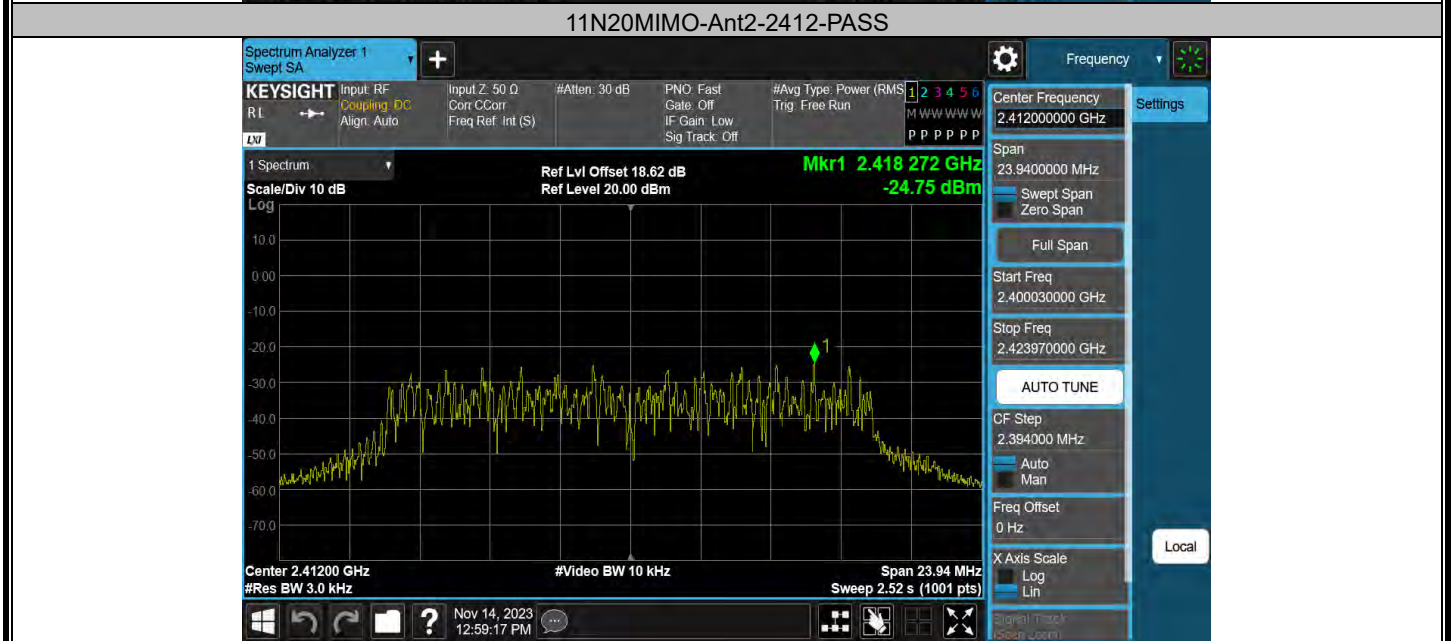 11N20MIMO-Ant2-2412-PASS
Spectrum Analyzer 1
Swept SA
+
Frequency
KEYSIGHT
R L
LXI
Input: RF
Coupling: DC
Align: Auto
Input Z: 50 Ω
Corr CCorr
Freq Ref: Int (S)
#Atten: 30 dB
PNO: Fast
Gate: Off
IF Gain: Low
Sig Track: Off
#Avg Type: Power (RMS
Trig: Free Run
1 2 3 4 5 6
M W W W W W
P P P P P P
Center Frequency
2.412000000 GHz
Settings
1 Spectrum
Scale/Div 10 dB
Log
Ref Lvl Offset 18.62 dB
Ref Level 20.00 dBm
Mkr1 2.418 272 GHz
-24.75 dBm
Span
23.9400000 MHz
Swept Span
Zero Span
Full Span
Start Freq
2.400030000 GHz
Stop Freq
2.423970000 GHz
AUTO TUNE
CF Step
2.394000 MHz
Auto
Man
Freq Offset
0 Hz
X Axis Scale
Log
Lin
Signal Track
(Span Zoom)
Local
10.0
0.00
-10.0
-20.0
-30.0
-40.0
-50.0
-60.0
-70.0
1
Center 2.41200 GHz
#Res BW 3.0 kHz
#Video BW 10 kHz
Span 23.94 MHz
Sweep 2.52 s (1001 pts)
?
Nov 14, 2023
12:59:17 PM